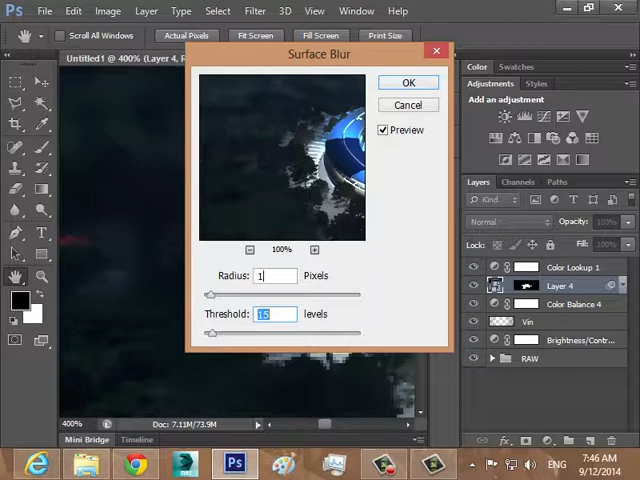 Ps File Edit Image Layer Type Select Filter 3D View Window Help
Scroll All Windows Actual Pixels Fit Screen Fill Screen Print Size
Untitled1 @ 400% (Layer 4, R
Surface Blur
OK
Cancel
Preview
100%
Radius: 1 Pixels
Threshold: 15 levels
Color Swatches
Adjustments Styles
Add an adjustment
Layers Channels Paths
Kind
Normal Opacity:
Lock: Fill:
Color Lookup 1
Layer 4
Color Balance 4
Vin
Brightness/Contr...
RAW
400% Doc: 7.11M/73.9M
Mini Bridge Timeline
Ps
ENG
7:46 AM
9/12/2014